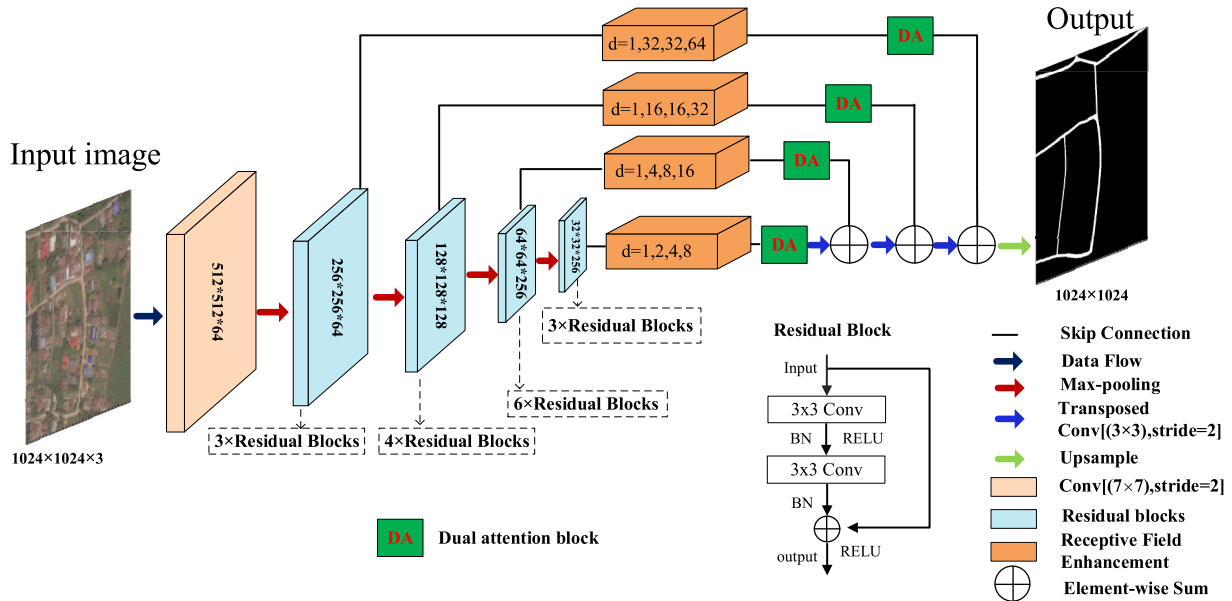 Output
d=1,32,32,64
DA
d=1,16,16,32
DA
Input image
d=1,4,8,16
DA
512*512*64
256*256*64
128*128*128
64*64*256
32*32*256
d=1,2,4,8
DA
1024×1024
3×Residual Blocks
6×Residual Blocks
3×Residual Blocks
4×Residual Blocks
1024×1024×3
Residual Block
Input
3x3 Conv
BN
RELU
3x3 Conv
BN
RELU
output
DA
Dual attention block
Skip Connection
Data Flow
Max-pooling
Transposed
Conv[(3×3),stride=2]
Upsample
Conv[(7×7),stride=2]
Residual blocks
Receptive Field
Enhancement
Element-wise Sum